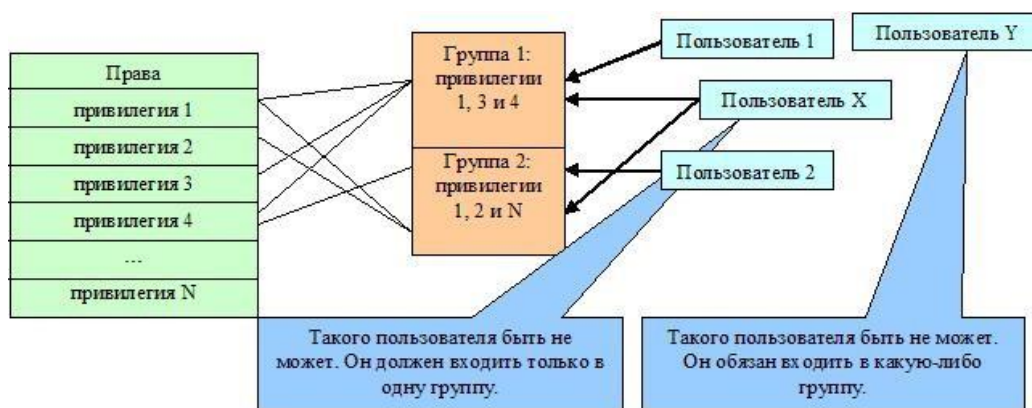 Права
привилегия 1
привилегия 2
привилегия 3
привилегия 4
...
привилегия N
Группа 1:
привилегии
1, 3 и 4
Группа 2:
привилегии
1, 2 и N
Пользователь 1
Пользователь X
Пользователь 2
Пользователь Y
Такого пользователя быть не
может. Он должен входить только в
одну группу.
Такого пользователя быть не может.
Он обязан входить в какую-либо
группу.